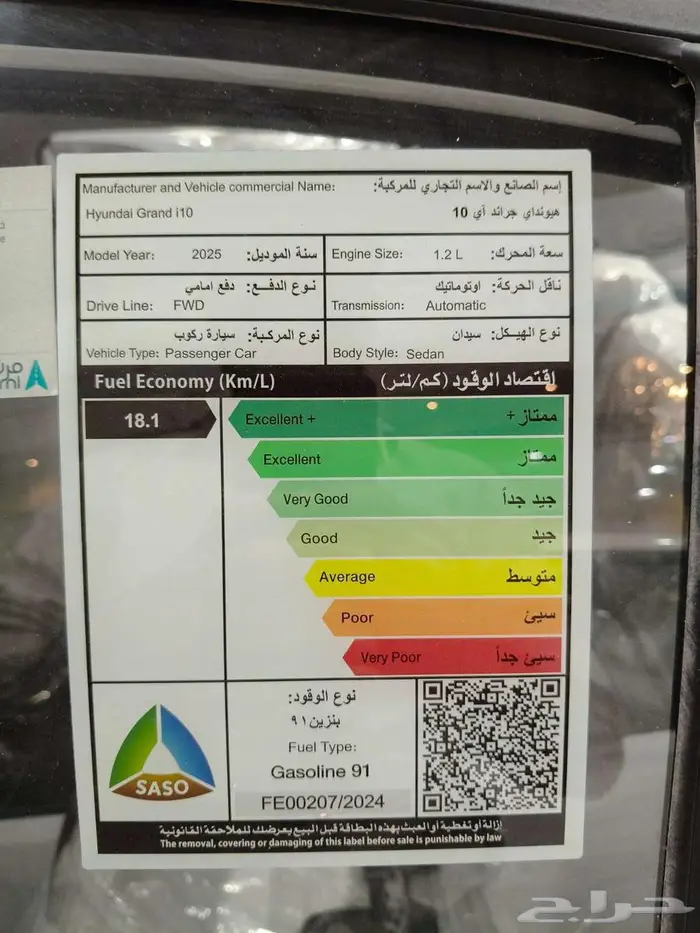 Manufacturer and Vehicle commercial Name: إسم الصانع والاسم التجاري للمركبة:
Hyundai Grand i10 هيونداي جراند أي 10
Model Year: 2025 سنة الموديل:
Engine Size: 1.2 L سعة المحرك:
نوع الدفـع: دفع امامي
Drive Line: FWD
ناقل الحركة: اوتوماتيك
Transmission: Automatic
نوع المركبة: سيارة ركوب
Vehicle Type: Passenger Car
نوع الهيكل: سيدان
Body Style: Sedan
Fuel Economy (Km/L) إقتصاد الوقود (كم/لتر)
18.1
Excellent + ممتاز +
Excellent ممتاز
Very Good جيد جداً
Good جيد
Average متوسط
Poor سيئ
Very Poor سيئ جداً
SASO
نوع الوقود:
بنزين ٩١
Fuel Type:
Gasoline 91
FE00207/2024
إزالة أو تغطية أو العبث بهذه البطاقة قبل البيع يعرضك للملاحقة القانونية
The removal, covering or damaging of this label before sale is punishable by law
حراج